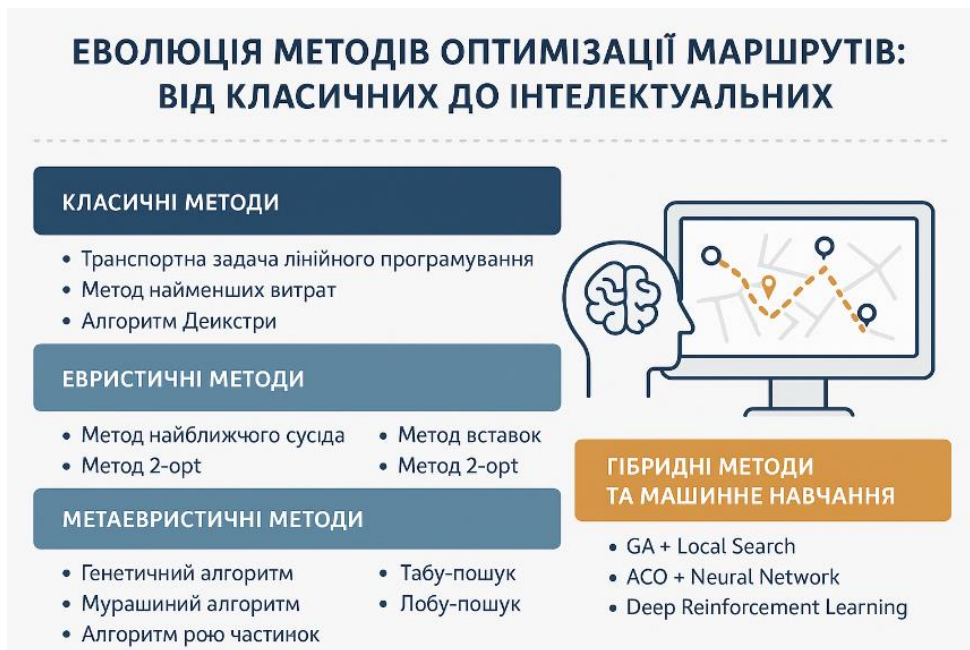 ЕВОЛЮЦІЯ МЕТОДІВ ОПТИМІЗАЦІЇ МАРШРУТІВ:
ВІД КЛАСИЧНИХ ДО ІНТЕЛЕКТУАЛЬНИХ
КЛАСИЧНІ МЕТОДИ
• Транспортна задача лінійного програмування
• Метод найменших витрат
• Алгоритм Деикстри
ЕВРИСТИЧНІ МЕТОДИ
• Метод найближчого сусіда
• Метод 2-opt
• Метод вставок
• Метод 2-opt
МЕТАЕВРИСТИЧНІ МЕТОДИ
• Генетичний алгоритм
• Мурашиний алгоритм
• Алгоритм рою частинок
• Табу-пошук
• Лобу-пошук
ГІБРИДНІ МЕТОДИ
ТА МАШИННЕ НАВЧАННЯ
• GA + Local Search
• ACO + Neural Network
• Deep Reinforcement Learning